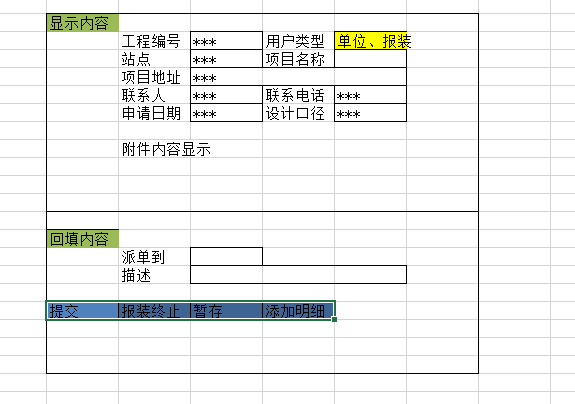 显示内容
工程编号 *** 用户类型 单位、报装
站点 *** 项目名称
项目地址 ***
联系人 *** 联系电话 ***
申请日期 *** 设计口径 ***
附件内容显示
回填内容
派单到
描述
提交 报装终止 暂存 添加明细